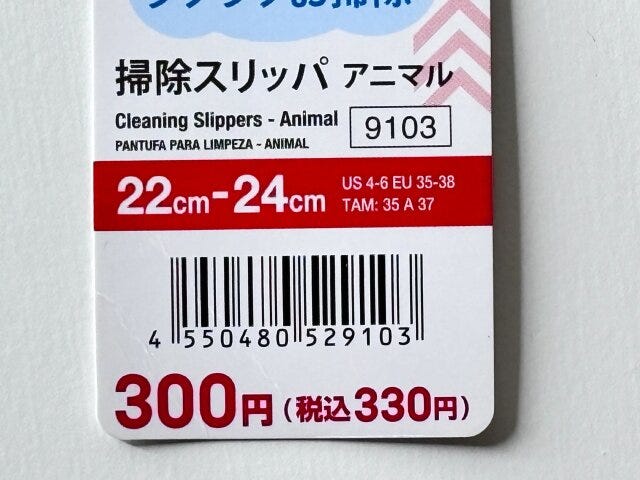 掃除スリッパ アニマル
Cleaning Slippers - Animal
9103
PANTUFA PARA LIMPEZA - ANIMAL
22cm-24cm
US 4-6 EU 35-38
TAM: 35 A 37
4 550480 529103
300円(税込330円)